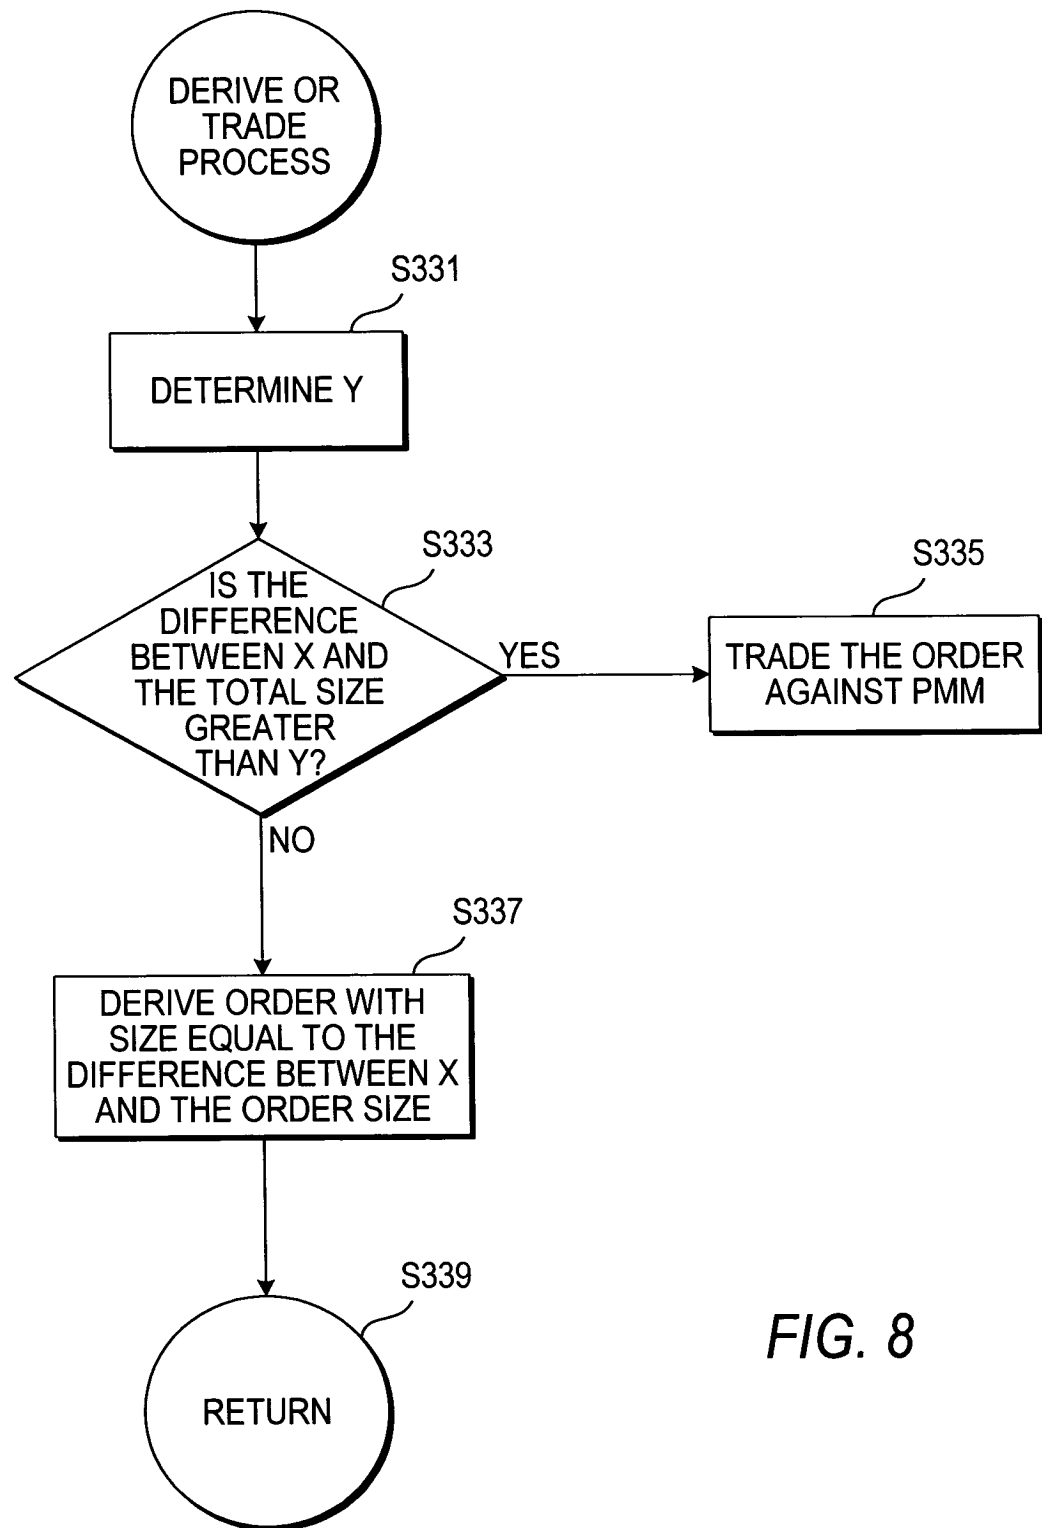 DERIVE OR
TRADE
PROCESS
S331
DETERMINE Y
S333
IS THE
DIFFERENCE
BETWEEN X AND
THE TOTAL SIZE
GREATER
THAN Y?
YES
S335
TRADE THE ORDER
AGAINST PMM
NO
S337
DERIVE ORDER WITH
SIZE EQUAL TO THE
DIFFERENCE BETWEEN X
AND THE ORDER SIZE
S339
RETURN
FIG. 8